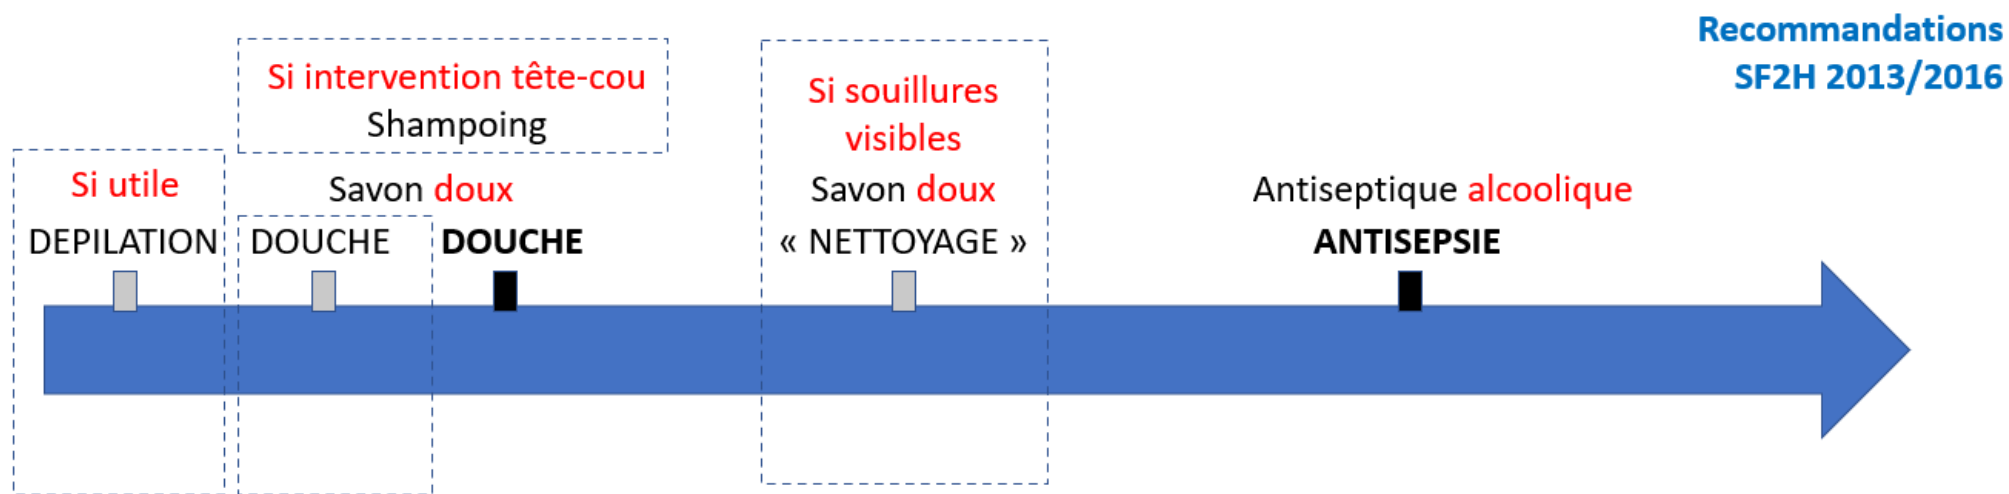 Recommandations
SF2H 2013/2016
Si intervention tête-cou
Shampoing
Si souillures
visibles
Si utile
Savon doux
Savon doux
Antiseptique alcoolique
DEPILATION
DOUCHE
DOUCHE
« NETTOYAGE »
ANTISEPSIE